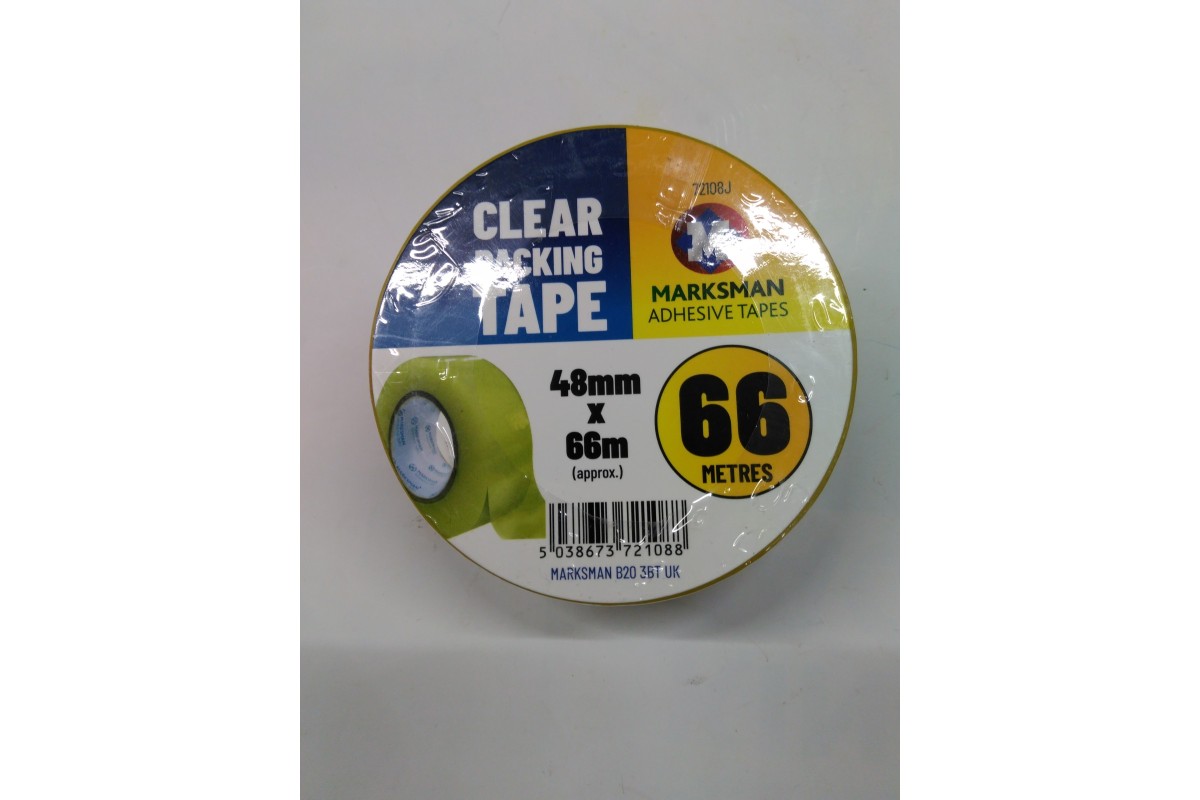 72108J
CLEAR
PACKING
TAPE
M
MARKSMAN
ADHESIVE TAPES
48mm
x
66m
(approx.)
66
METRES
5 038673 721088
MARKSMAN B20 3BT UK